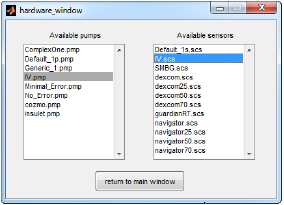 hardware_window
Available pumps
ComplexOne.pmp
Default_1p.pmp
Generic_1.pmp
IV.pmp
Minimal_Error.pmp
No_Error.pmp
cozmo.pmp
insulet.pmp
Available sensors
Default_1s.scs
IV.scs
SMBG.scs
dexcom.scs
dexcom25.scs
dexcom50.scs
dexcom70.scs
guardianRT.scs
navigator.scs
navigator25.scs
navigator50.scs
navigator70.scs
return to main window